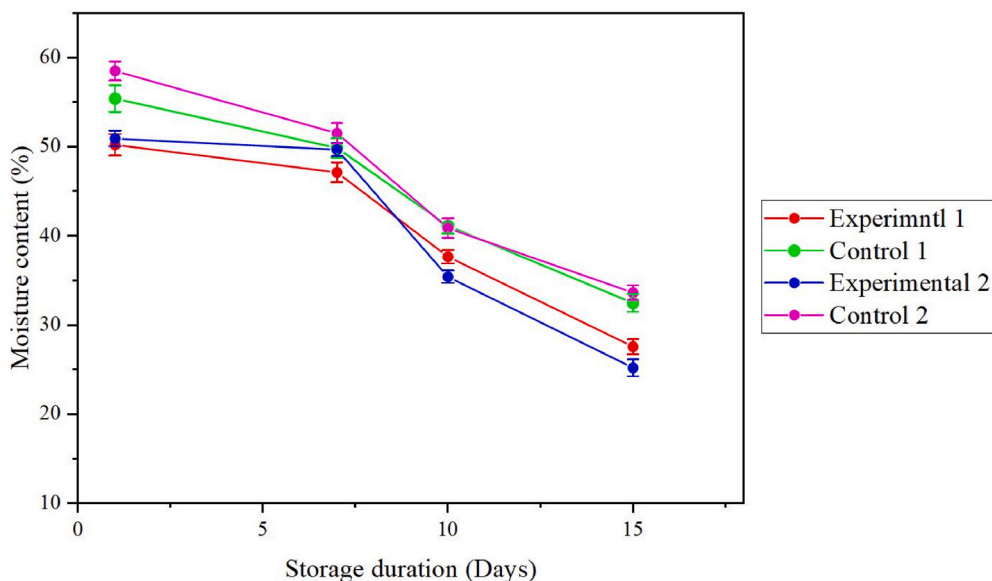 60
50
40
30
20
10
0
5
10
15
Moisture content (%)
Storage duration (Days)
Experimntl 1
Control 1
Experimental 2
Control 2